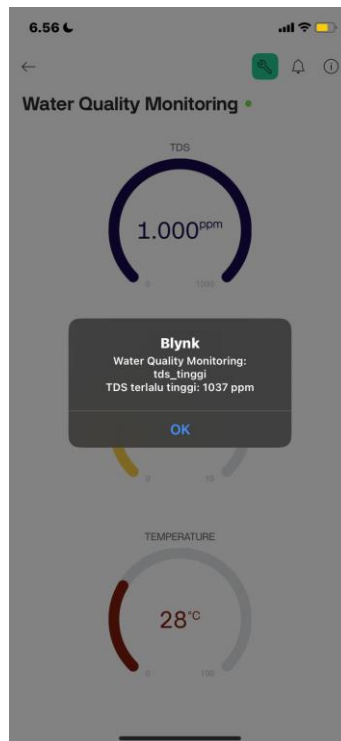 6.56
Water Quality Monitoring
TDS
1.000ppm
0 1000
Blynk
Water Quality Monitoring:
tds_tinggi
TDS terlalu tinggi: 1037 ppm
OK
0 10
TEMPERATURE
28°C
0 100